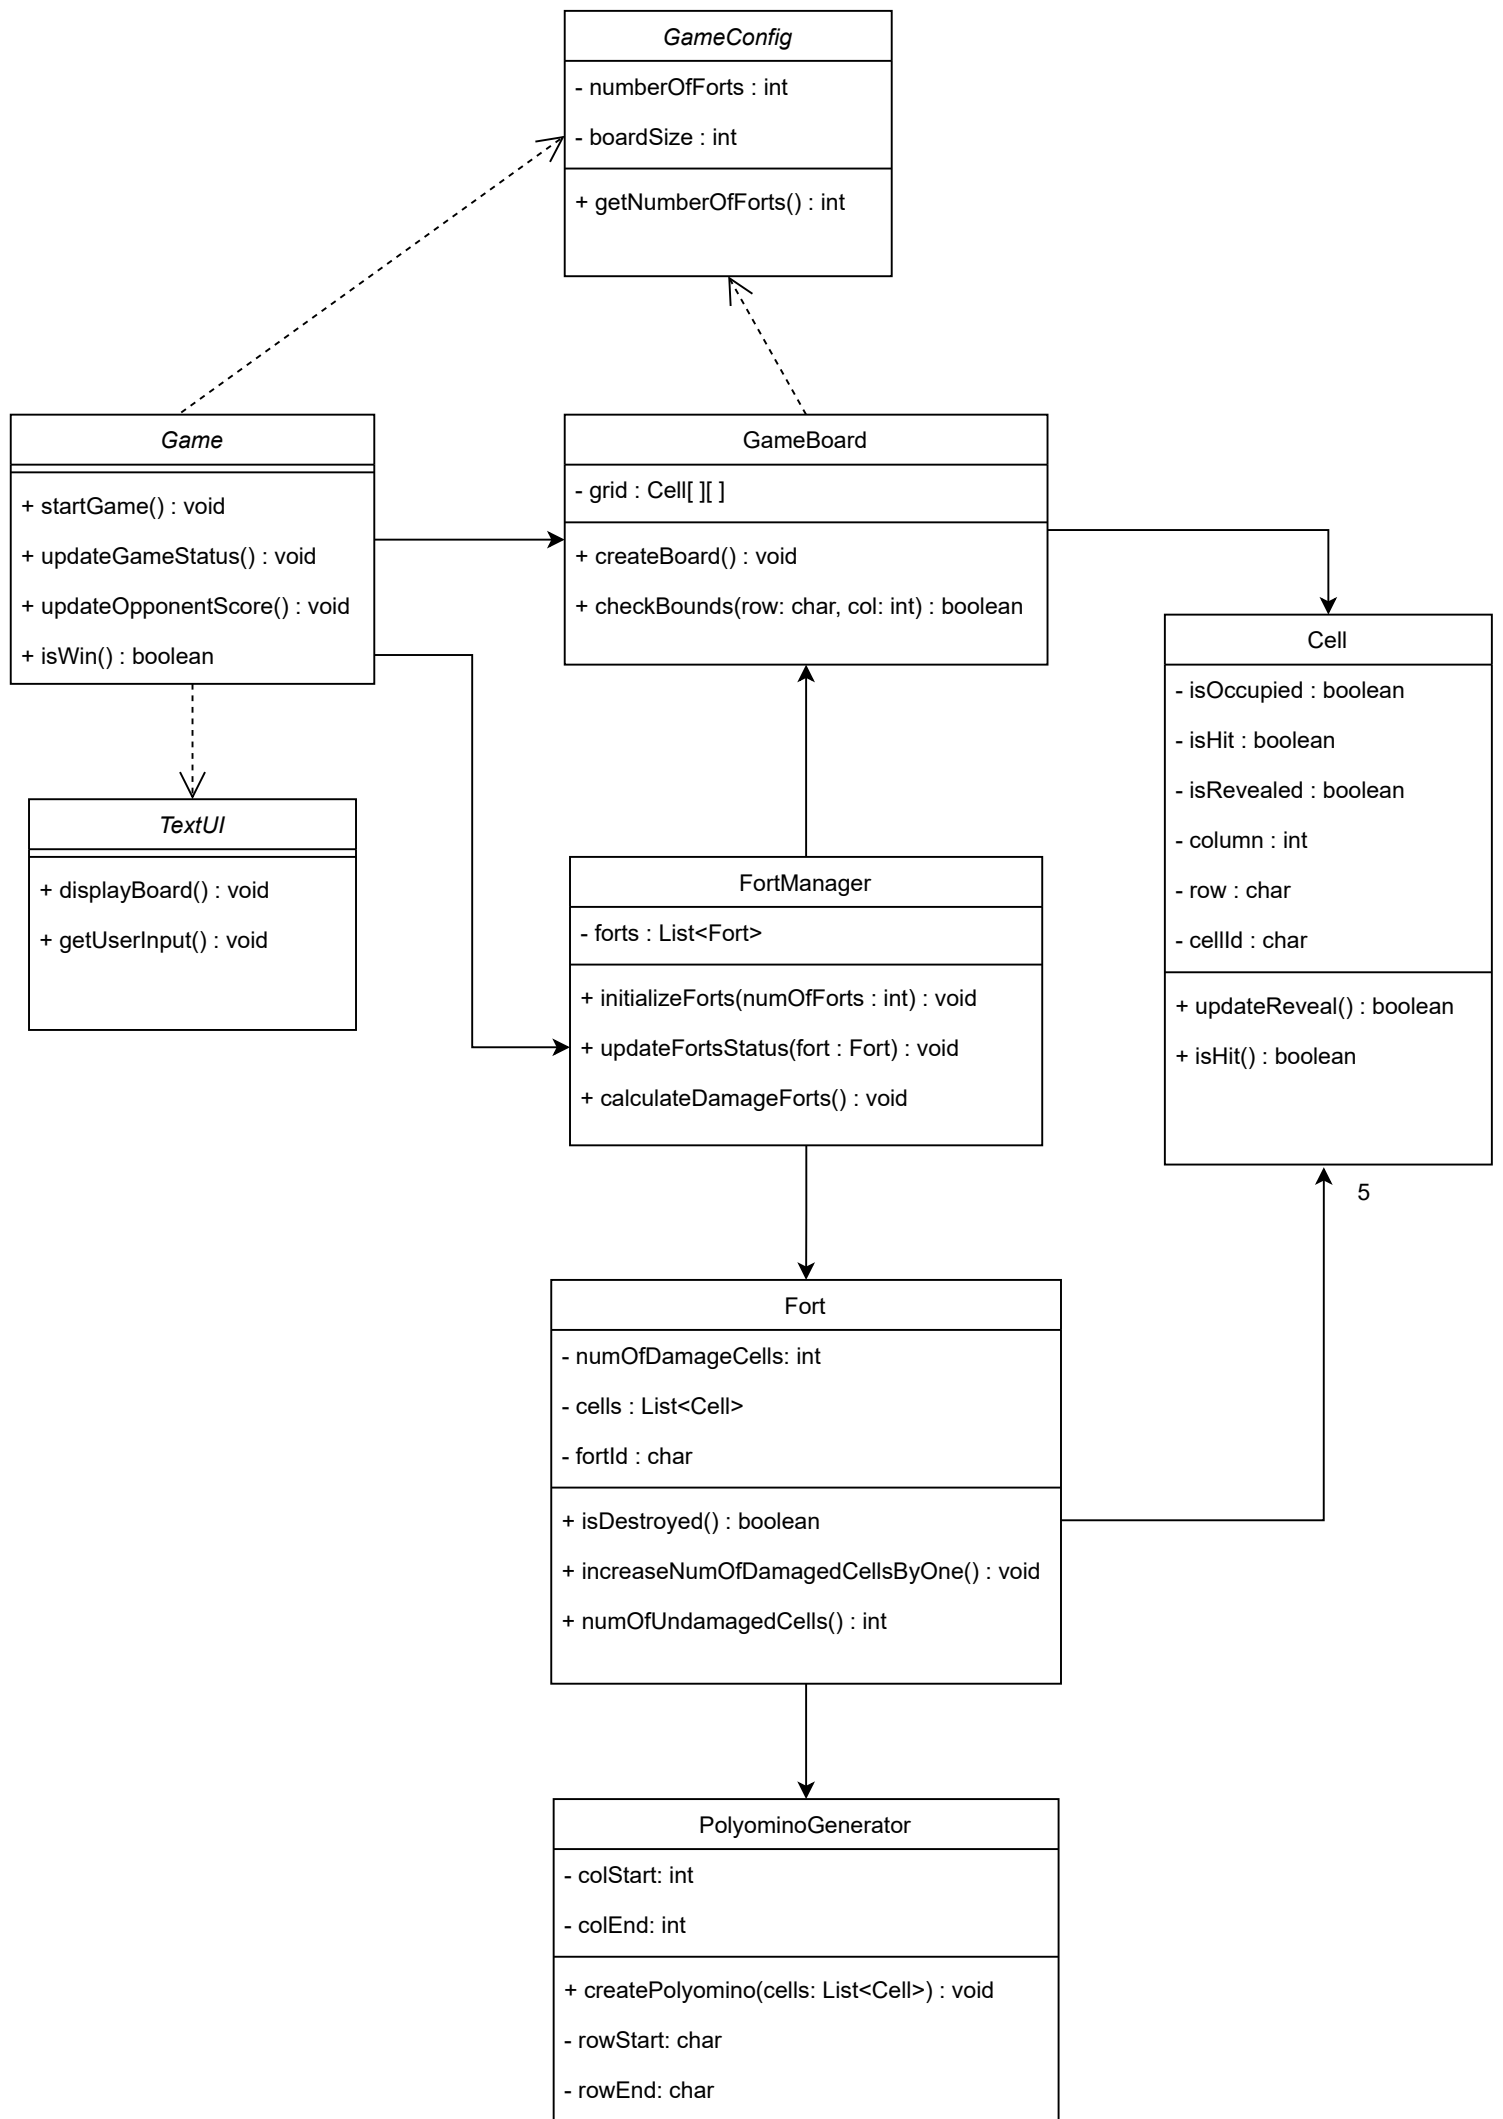 GameConfig
- numberOfForts : int
- boardSize : int
+ getNumberOfForts() : int
Game
+ startGame() : void
+ updateGameStatus() : void
+ updateOpponentScore() : void
+ isWin() : boolean
GameBoard
- grid : Cell[ ][ ]
+ createBoard() : void
+ checkBounds(row: char, col: int) : boolean
Cell
- isOccupied : boolean
- isHit : boolean
- isRevealed : boolean
- column : int
- row : char
- cellId : char
+ updateReveal() : boolean
+ isHit() : boolean
5
TextUI
+ displayBoard() : void
+ getUserInput() : void
FortManager
- forts : List<Fort>
+ initializeForts(numOfForts : int) : void
+ updateFortsStatus(fort : Fort) : void
+ calculateDamageForts() : void
Fort
- numOfDamageCells: int
- cells : List<Cell>
- fortId : char
+ isDestroyed() : boolean
+ increaseNumOfDamagedCellsByOne() : void
+ numOfUndamagedCells() : int
PolyominoGenerator
- colStart: int
- colEnd: int
+ createPolyomino(cells: List<Cell>) : void
- rowStart: char
- rowEnd: char